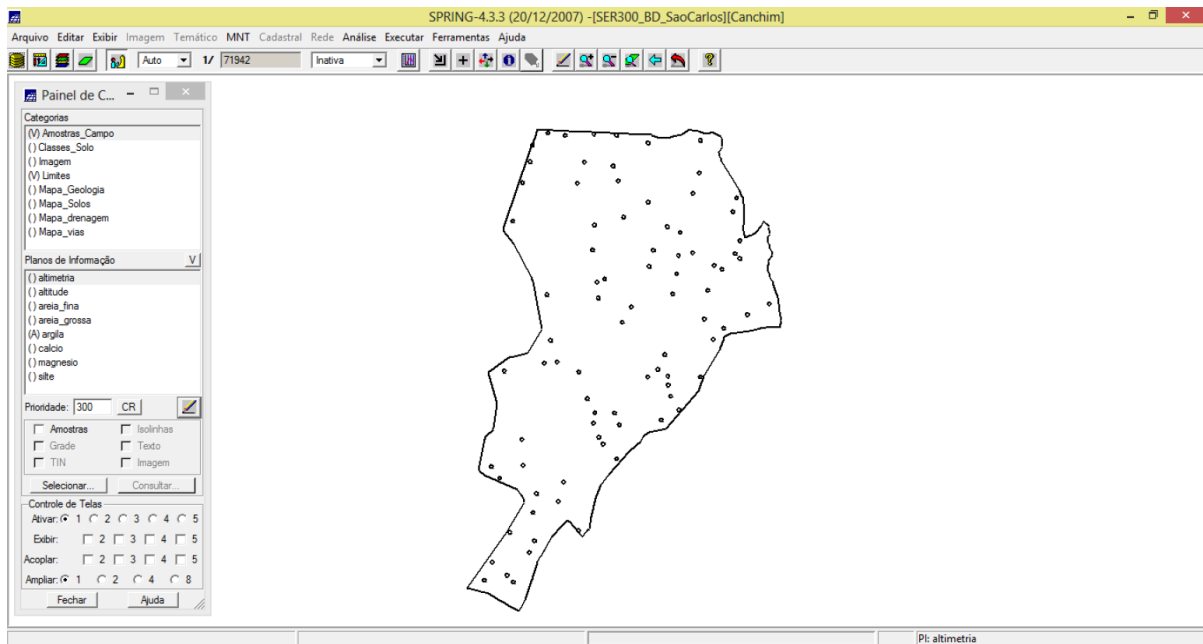 SPRING-4.3.3 (20/12/2007) -[SER300_BD_SaoCarlos][Canchim]
Arquivo Editar Exibir Imagem Temático MNT Cadastral Rede Análise Executar Ferramentas Ajuda
Auto 1/ 71942 Inativa
Painel de C...
Categorias
(V) Amostras_Campo
() Classes_Solo
() Imagem
(V) Limites
() Mapa_Geologia
() Mapa_Solos
() Mapa_drenagem
() Mapa_vias
Planos de Informação V
() altimetria
() altitude
() areia_fina
() areia_grossa
(A) argila
() calcio
() magnesio
() silte
Prioridade: 300 CR
Amostras Isolinhas
Grade Texto
TIN Imagem
Selecionar... Consultar...
Controle de Telas
Ativar: 1 2 3 4 5
Exibir: 2 3 4 5
Acoplar: 2 3 4 5
Ampliar: 1 2 4 8
Fechar Ajuda
PI: altimetria